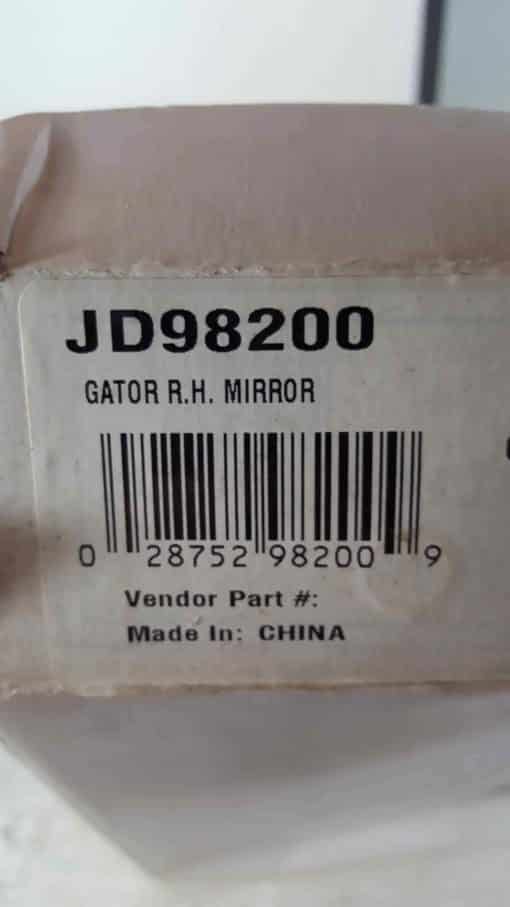 JD98200
GATOR R.H. MIRROR
0 28752 98200 9
Vendor Part #:
Made In: CHINA